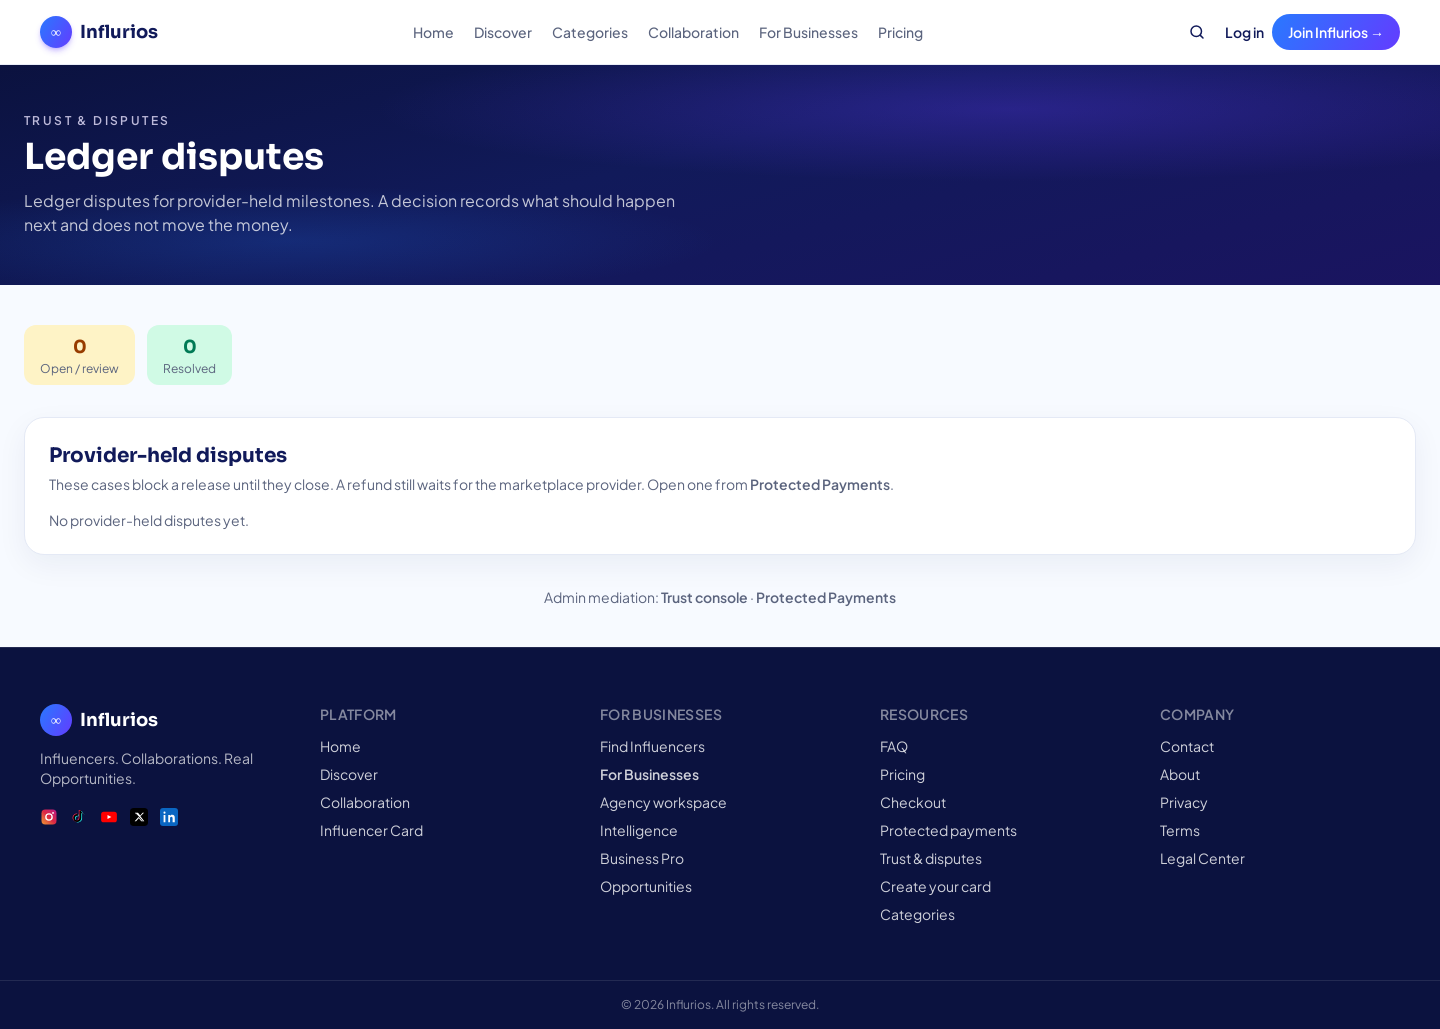 ∞ Influrios
Home Discover Categories Collaboration For Businesses Pricing
Log in
Join Influrios →
TRUST & DISPUTES
Ledger disputes
Ledger disputes for provider-held milestones. A decision records what should happen
next and does not move the money.
0
Open / review
0
Resolved
Provider-held disputes
These cases block a release until they close. A refund still waits for the marketplace provider. Open one from Protected Payments.
No provider-held disputes yet.
Admin mediation: Trust console · Protected Payments
∞ Influrios
Influencers. Collaborations. Real
Opportunities.
PLATFORM
Home
Discover
Collaboration
Influencer Card
FOR BUSINESSES
Find Influencers
For Businesses
Agency workspace
Intelligence
Business Pro
Opportunities
RESOURCES
FAQ
Pricing
Checkout
Protected payments
Trust & disputes
Create your card
Categories
COMPANY
Contact
About
Privacy
Terms
Legal Center
© 2026 Influrios. All rights reserved.